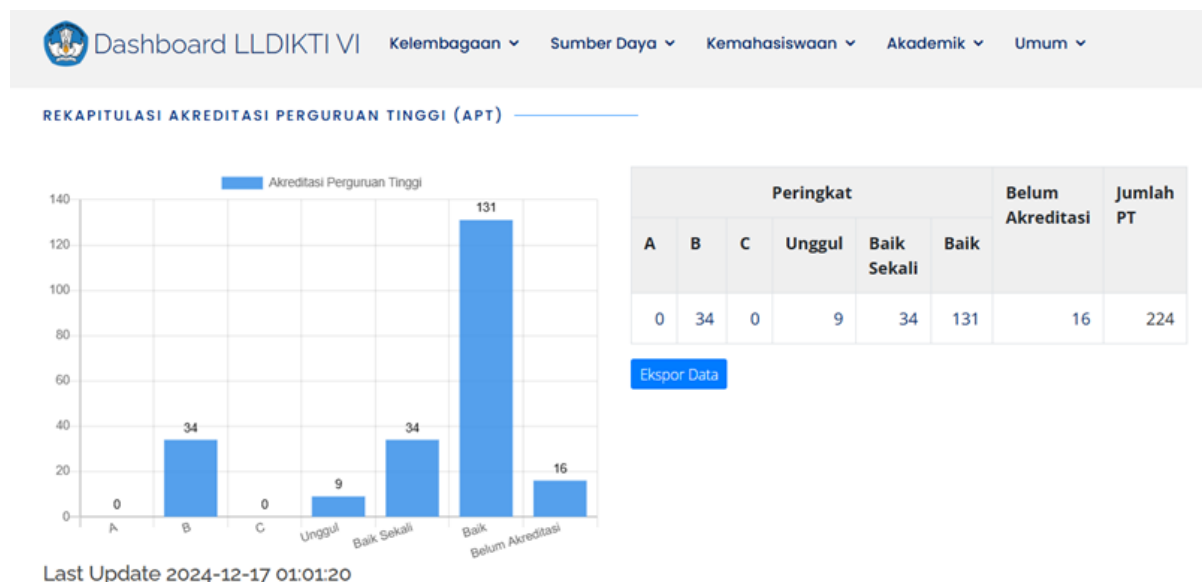 Dashboard LLDIKTI VI Kelembagaan Sumber Daya Kemahasiswaan Akademik Umum
REKAPITULASI AKREDITASI PERGURUAN TINGGI (APT)
Akreditasi Perguruan Tinggi
140
120
100
80
60
40
20
0
0
34
0
9
34
131
16
A
B
C
Unggul
Baik Sekali
Baik
Belum Akreditasi
Last Update 2024-12-17 01:01:20
Peringkat Belum Jumlah
Akreditasi PT
A B C Unggul Baik Baik
Sekali
0 34 0 9 34 131 16 224
Ekspor Data